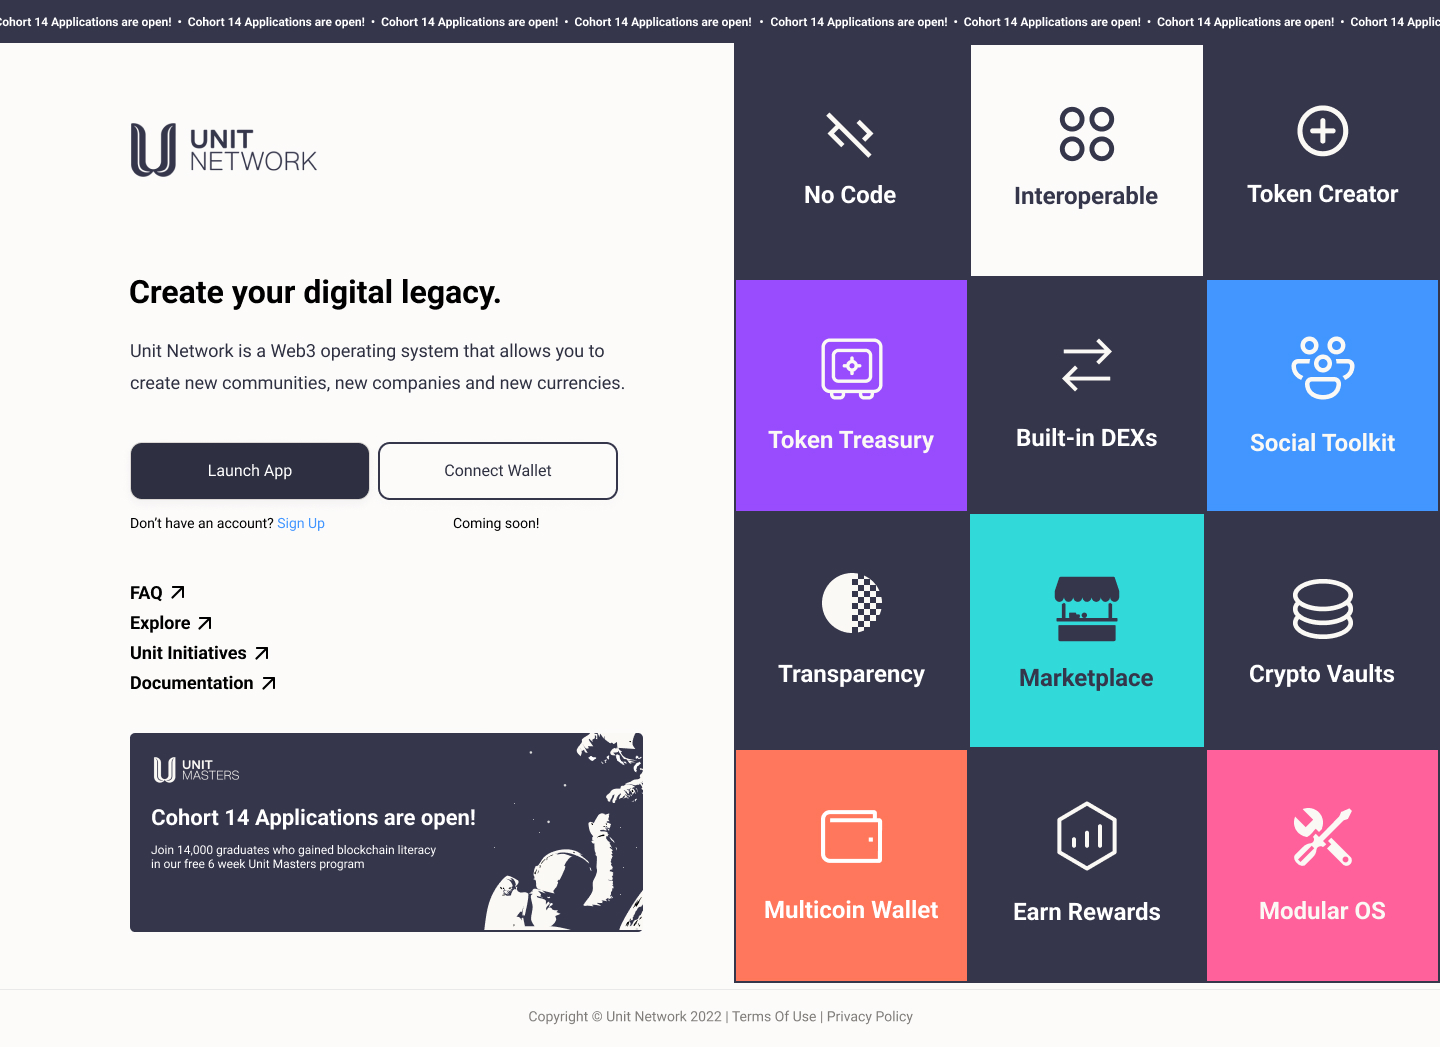 Cohort 14 Applications are open! • Cohort 14 Applications are open! • Cohort 14 Applications are open! • Cohort 14 Applications are open! • Cohort 14 Applications are open! • Cohort 14 Applications are open! • Cohort 14 Applications are open! • Cohort 14 Applic
UNIT
NETWORK
Create your digital legacy.
Unit Network is a Web3 operating system that allows you to
create new communities, new companies and new currencies.
Launch App
Connect Wallet
Don't have an account? Sign Up
Coming soon!
FAQ
Explore
Unit Initiatives
Documentation
UNIT
MASTERS
Cohort 14 Applications are open!
Join 14,000 graduates who gained blockchain literacy
in our free 6 week Unit Masters program
No Code
Interoperable
Token Creator
Token Treasury
Built-in DEXs
Social Toolkit
Transparency
Marketplace
Crypto Vaults
Multicoin Wallet
Earn Rewards
Modular OS
Copyright © Unit Network 2022 | Terms Of Use | Privacy Policy